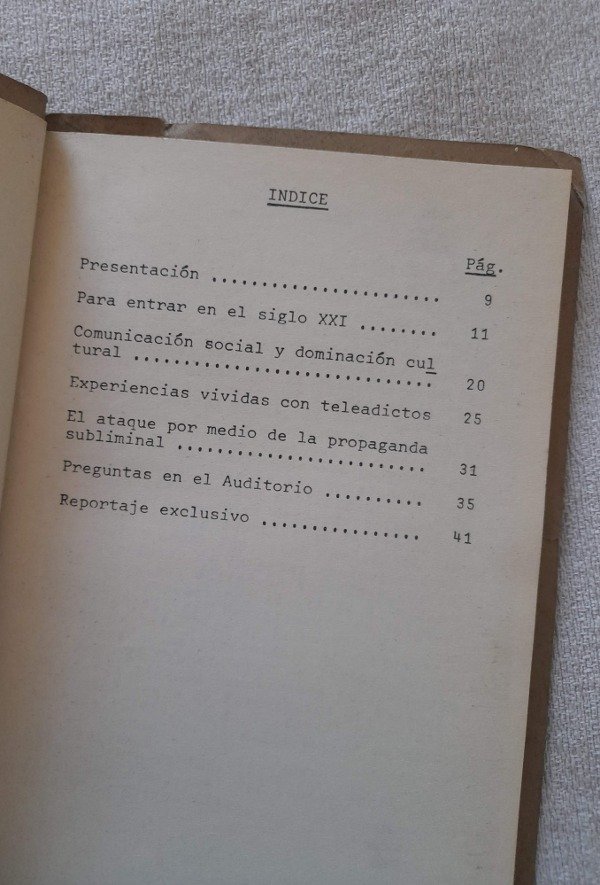 INDICE
Pág.
Presentación ....................... 9
Para entrar en el siglo XXI ........ 11
Comunicación social y dominación cul
tural .............................. 20
Experiencias vividas con teleadictos 25
El ataque por medio de la propaganda
subliminal ......................... 31
Preguntas en el Auditorio .......... 35
Reportaje exclusivo ................ 41